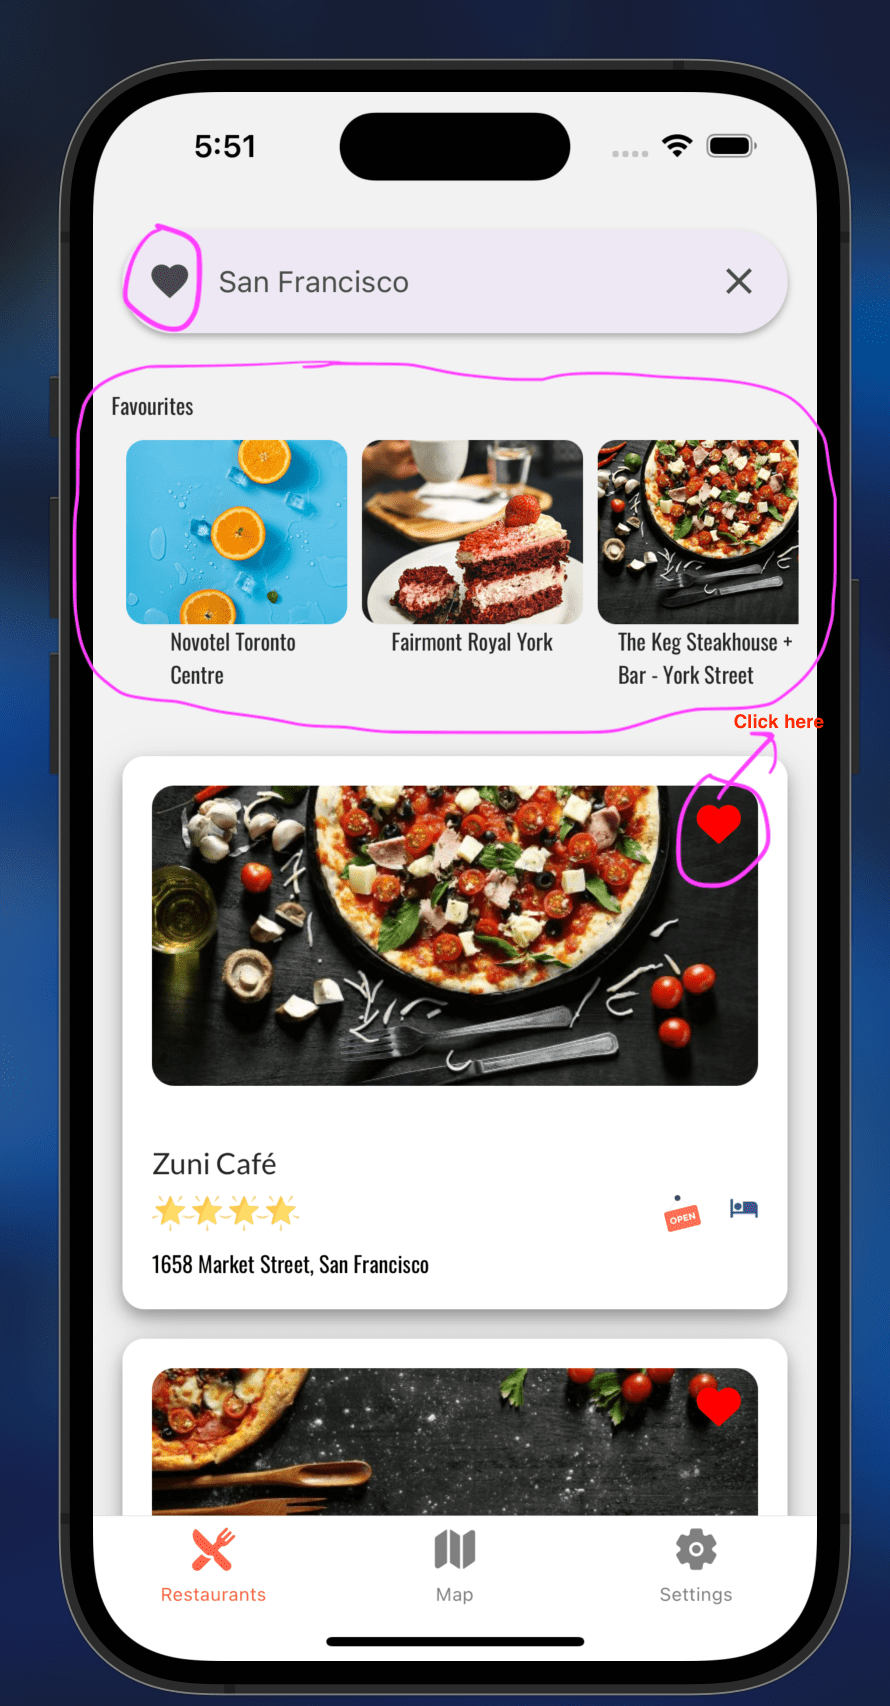 5:51
San Francisco
Favourites
Novotel Toronto
Centre
Fairmont Royal York
The Keg Steakhouse +
Bar - York Street
Click here
Zuni Café
OPEN
1658 Market Street, San Francisco
Restaurants
Map
Settings